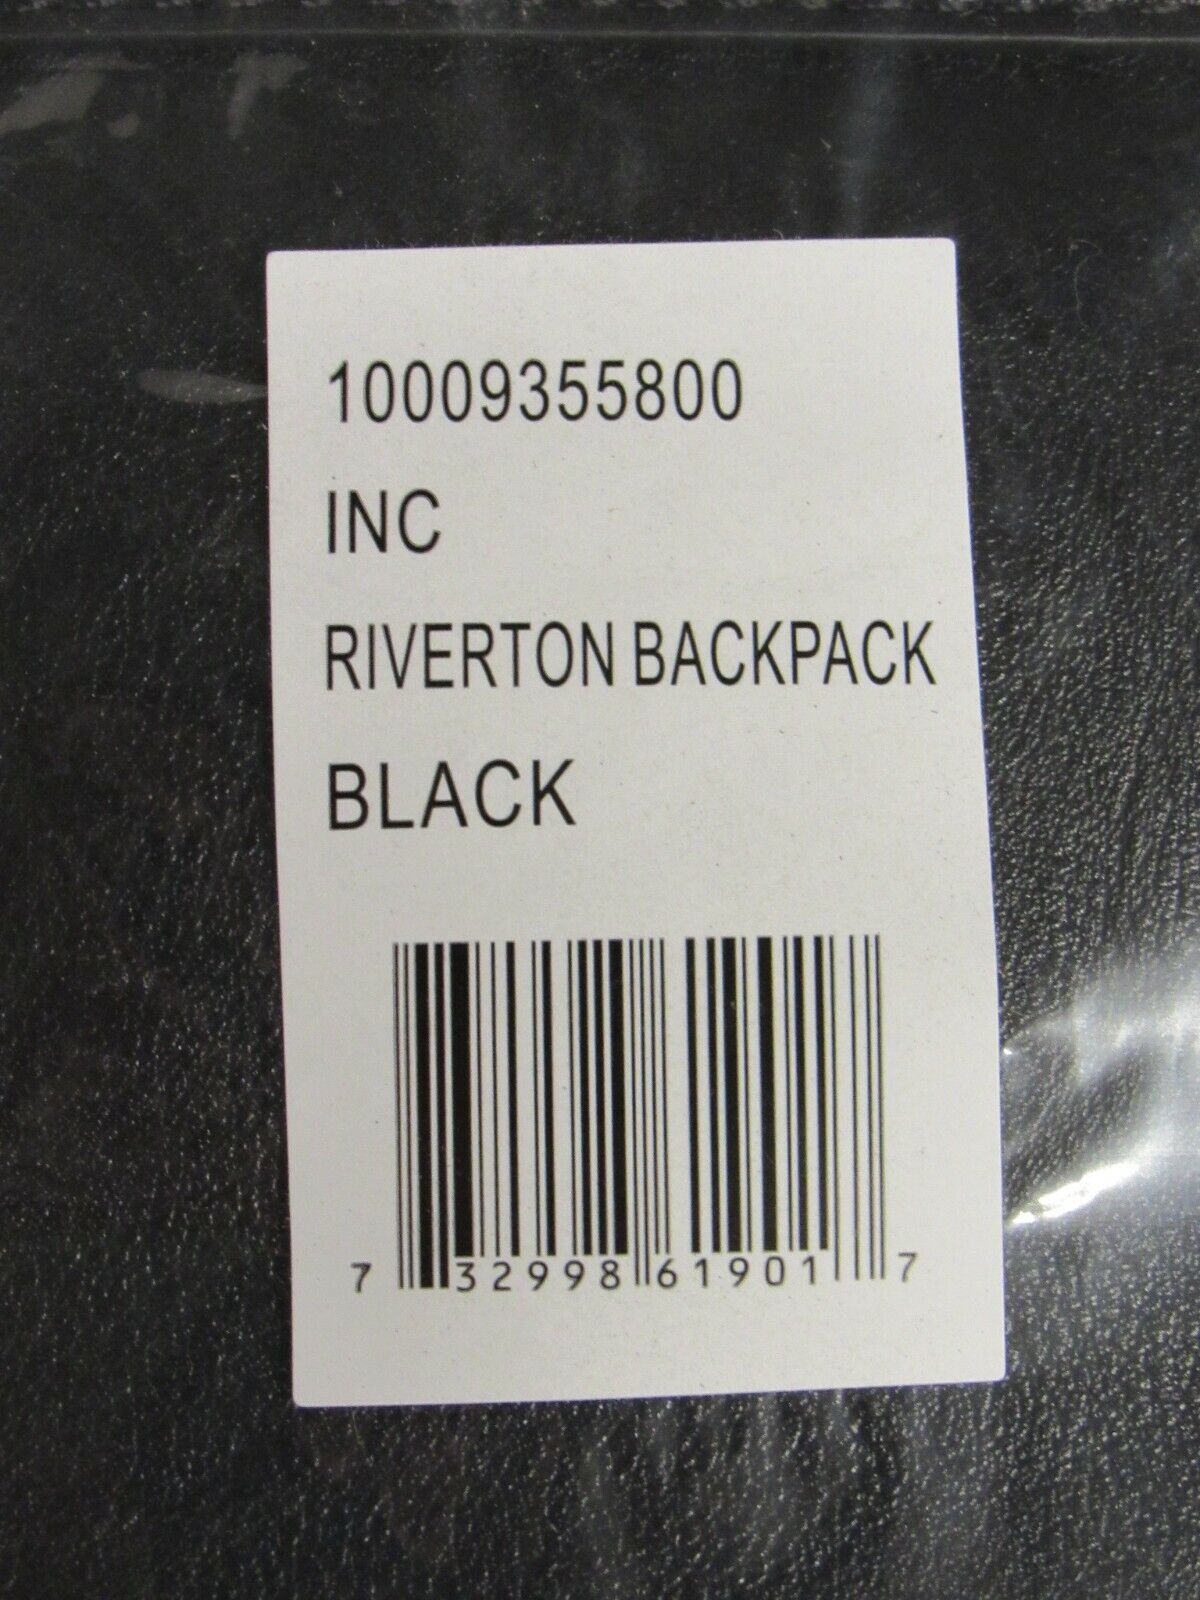 10009355800
INC
RIVERTON BACKPACK
BLACK
7 32998 61901 7